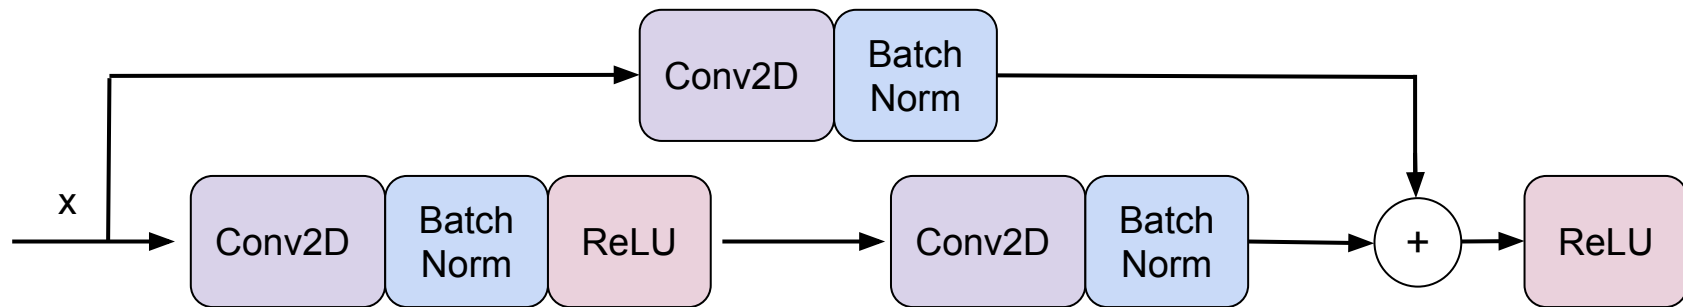 Conv2D
Batch
Norm
x
Conv2D
Batch
Norm
ReLU
Conv2D
Batch
Norm
+
ReLU